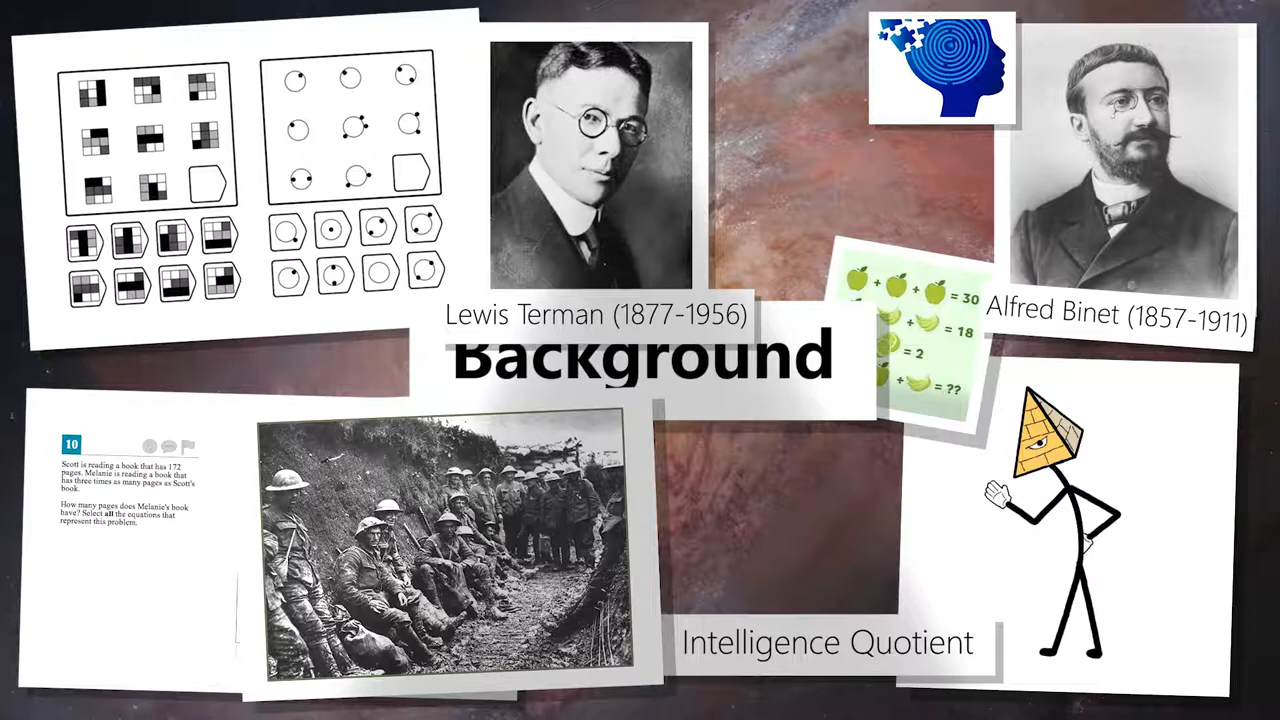 Lewis Terman (1877-1956)
Alfred Binet (1857-1911)
Background
+ + = 30
+ = 18
= 2
+ = ??
10
Scott is reading a book that has 172
pages. Melanie is reading a book that
has three times as many pages as Scott's
book.
How many pages does Melanie's book
have? Select all the equations that
represent this problem.
Intelligence Quotient